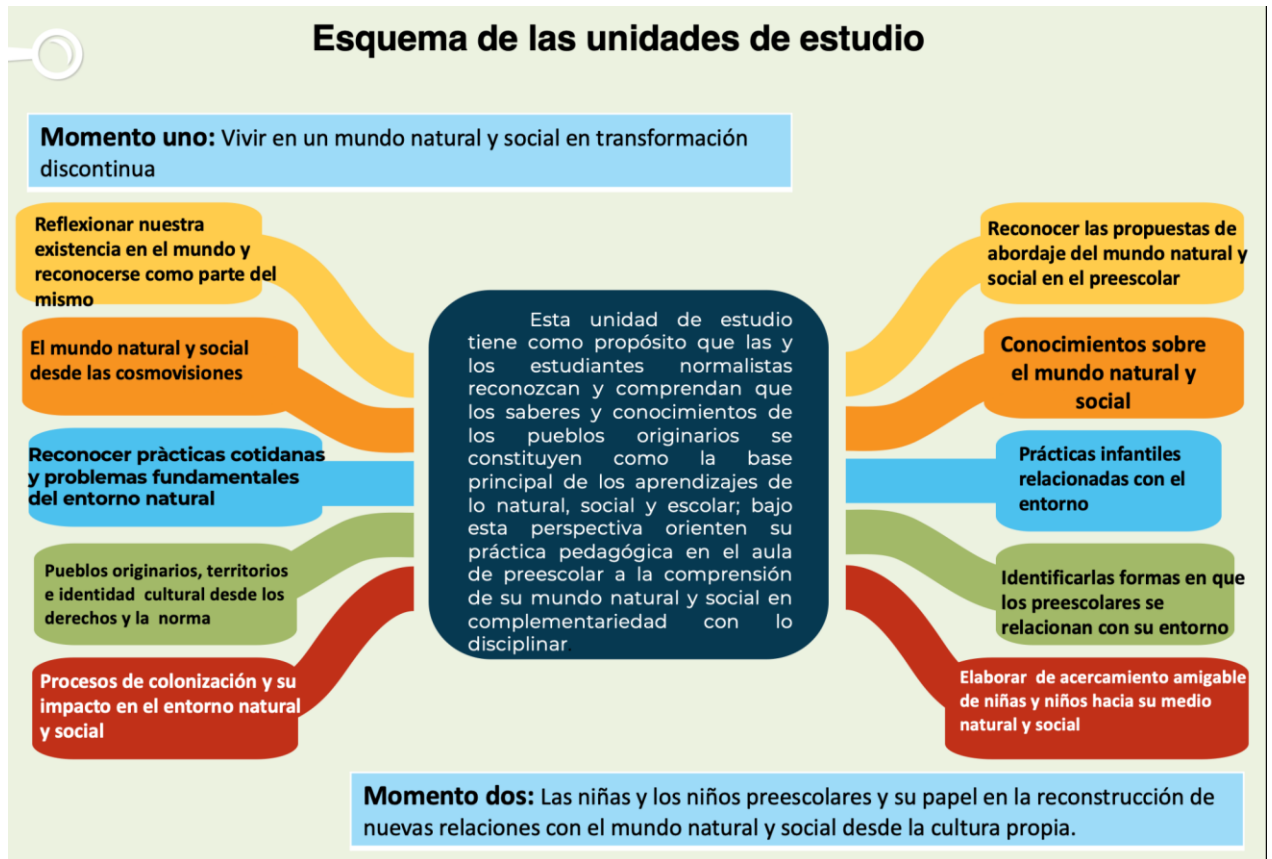 Esquema de las unidades de estudio
Momento uno: Vivir en un mundo natural y social en transformación
discontinua
Reflexionar nuestra
existencia en el mundo y
reconocerse como parte del
mismo
El mundo natural y social
desde las cosmovisiones
Reconocer pràcticas cotidanas
y problemas fundamentales
del entorno natural
Pueblos originarios, territorios
e identidad cultural desde los
derechos y la norma
Procesos de colonización y su
impacto en el entorno natural
y social
Esta unidad de estudio
tiene como propósito que las y
los estudiantes normalistas
reconozcan y comprendan que
los saberes y conocimientos de
los pueblos originarios se
constituyen como la base
principal de los aprendizajes de
lo natural, social y escolar; bajo
esta perspectiva orienten su
práctica pedagógica en el aula
de preescolar a la comprensión
de su mundo natural y social en
complementariedad con lo
disciplinar.
Reconocer las propuestas de
abordaje del mundo natural y
social en el preescolar
Conocimientos sobre
el mundo natural y
social
Prácticas infantiles
relacionadas con el
entorno
Identificarlas formas en que
los preescolares se
relacionan con su entorno
Elaborar de acercamiento amigable
de niñas y niños hacia su medio
natural y social
Momento dos: Las niñas y los niños preescolares y su papel en la reconstrucción de
nuevas relaciones con el mundo natural y social desde la cultura propia.